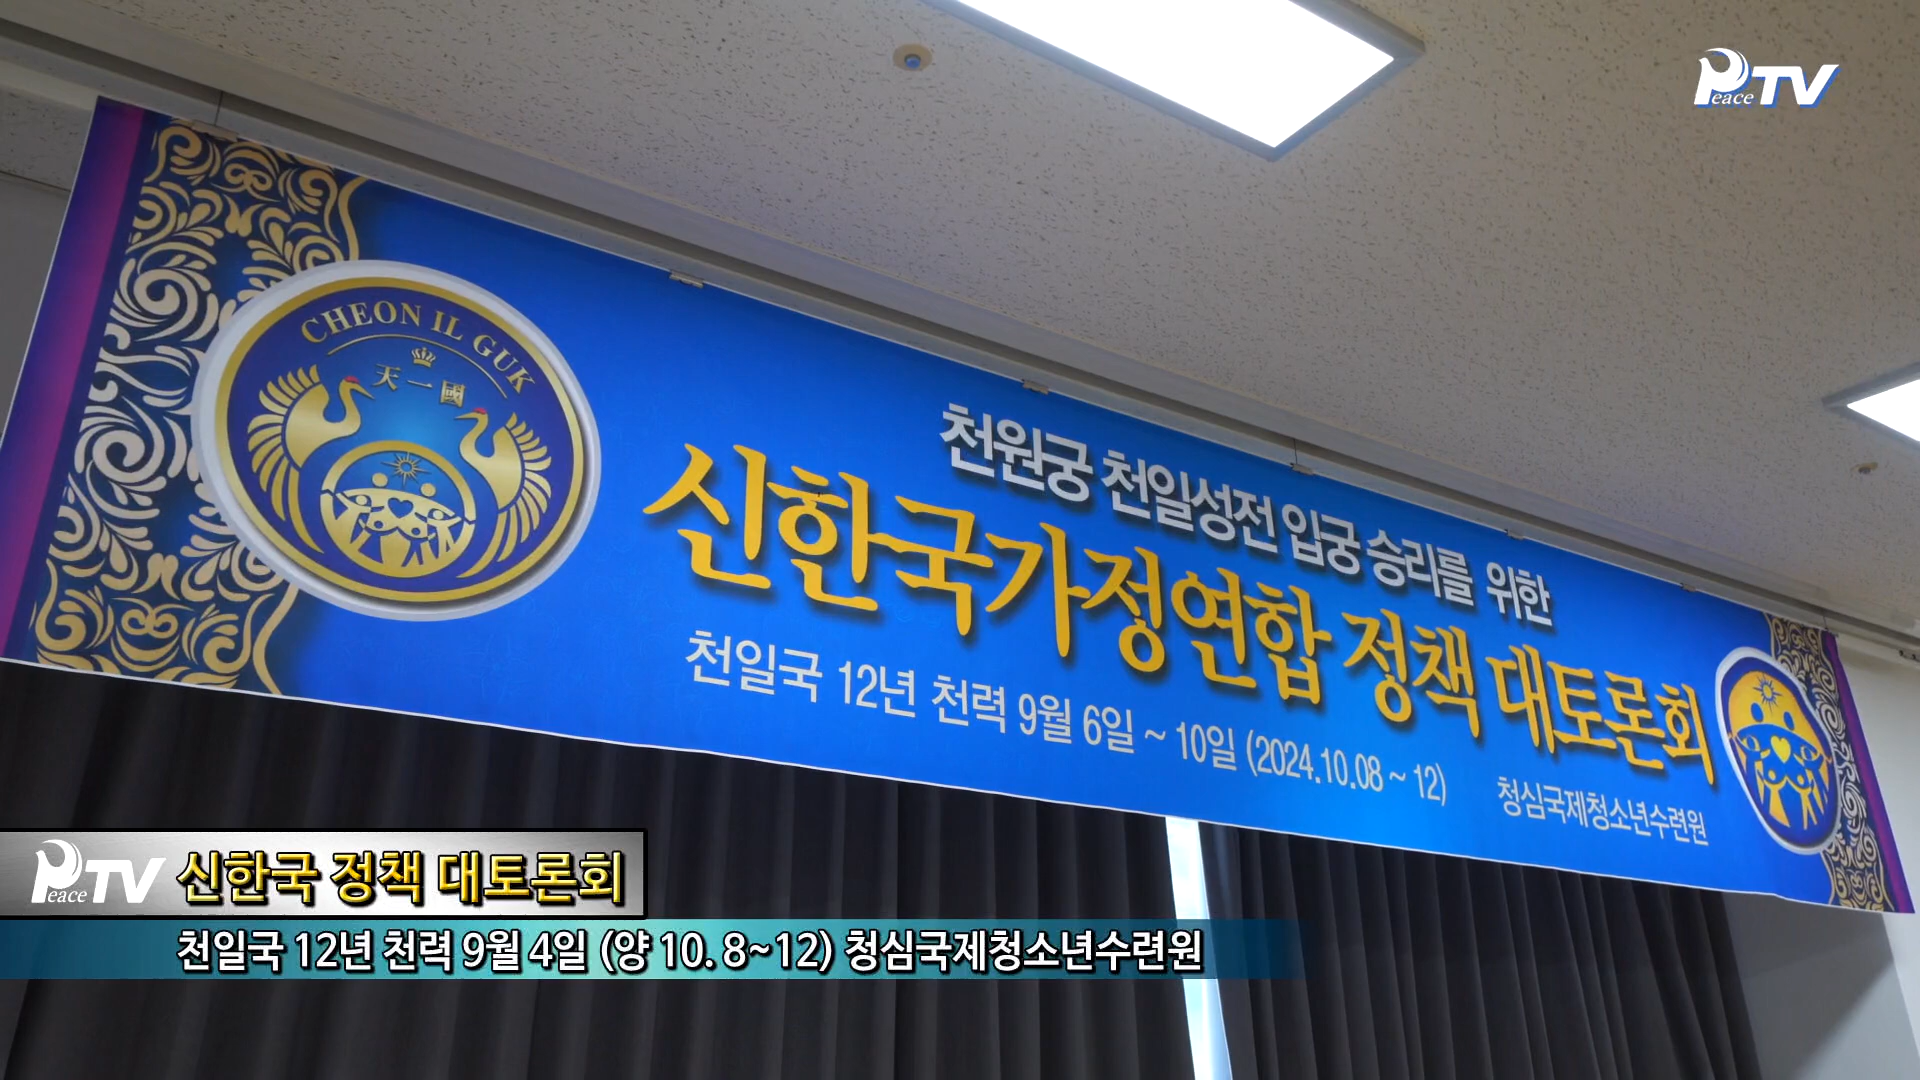 Peace TV
CHEON IL GUK
天一國
천원궁 천일성전 입궁 승리를 위한
신한국가정연합 정책 대토론회
천일국 12년 천력 9월 6일 ~ 10일 (2024.10.08 ~ 12)
청심국제청소년수련원
Peace TV 신한국 정책 대토론회
천일국 12년 천력 9월 4일 (양 10. 8~12) 청심국제청소년수련원